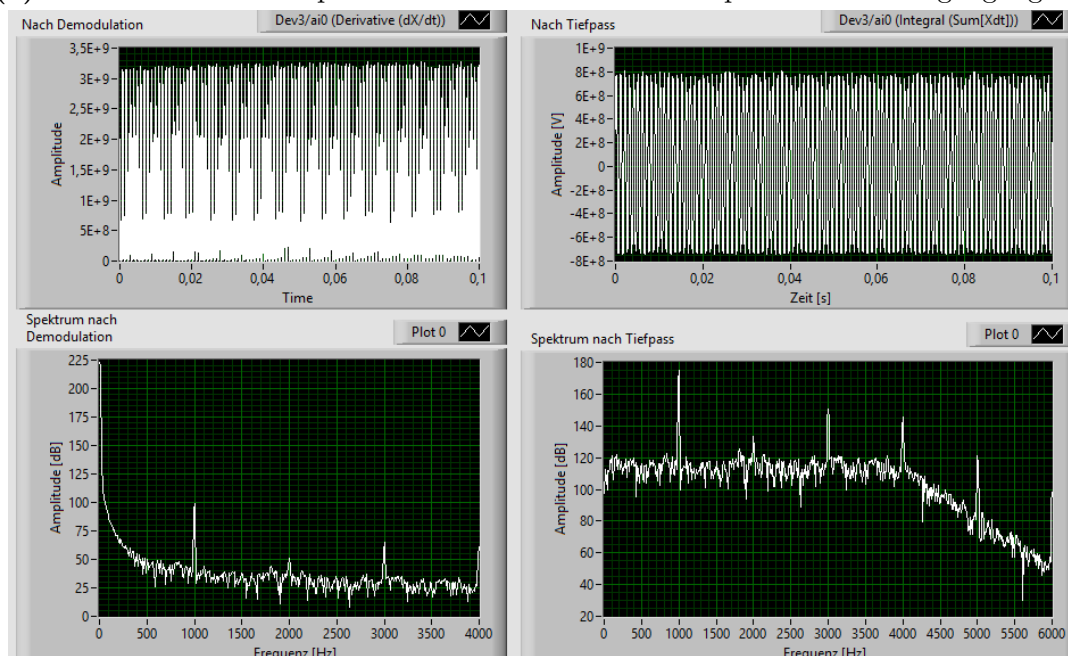 Nach Demodulation
Dev3/ai0 (Derivative (dX/dt))
3,5E+9
3E+9
2,5E+9
2E+9
1,5E+9
1E+9
5E+8
0
Amplitude
0 0,02 0,04 0,06 0,08 0,1
Time
Nach Tiefpass
Dev3/ai0 (Integral (Sum[Xdt]))
1E+9
8E+8
6E+8
4E+8
2E+8
0
-2E+8
-4E+8
-6E+8
-8E+8
Amplitude [V]
0 0,02 0,04 0,06 0,08 0,1
Zeit [s]
Spektrum nach
Demodulation
Plot 0
225
200
175
150
125
100
75
50
25
0
Amplitude [dB]
0 500 1000 1500 2000 2500 3000 3500 4000
Frequenz [Hz]
Spektrum nach Tiefpass
Plot 0
180
160
140
120
100
80
60
40
20
Amplitude [dB]
0 500 1000 1500 2000 2500 3000 3500 4000 4500 5000 5500 6000
Frequenz [Hz]